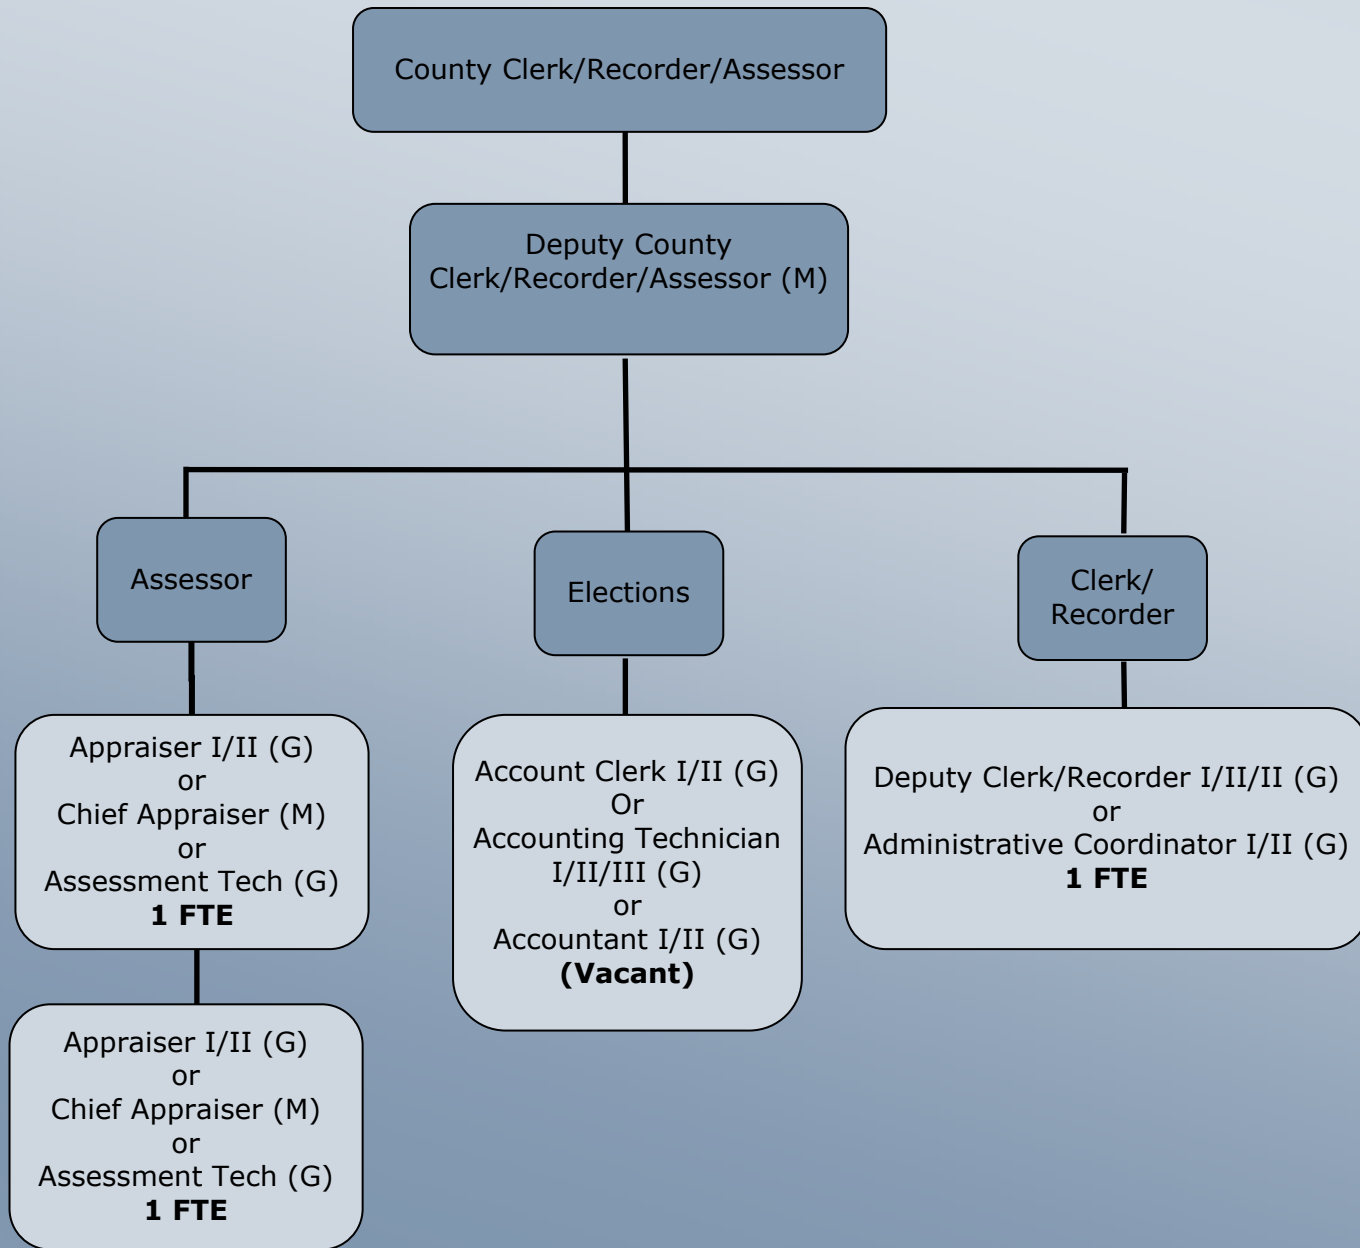 County Clerk/Recorder/Assessor
Deputy County
Clerk/Recorder/Assessor (M)
Assessor
Elections
Clerk/
Recorder
Appraiser I/II (G)
or
Chief Appraiser (M)
or
Assessment Tech (G)
1 FTE
Account Clerk I/II (G)
Or
Accounting Technician
I/II/III (G)
or
Accountant I/II (G)
(Vacant)
Deputy Clerk/Recorder I/II/II (G)
or
Administrative Coordinator I/II (G)
1 FTE
Appraiser I/II (G)
or
Chief Appraiser (M)
or
Assessment Tech (G)
1 FTE